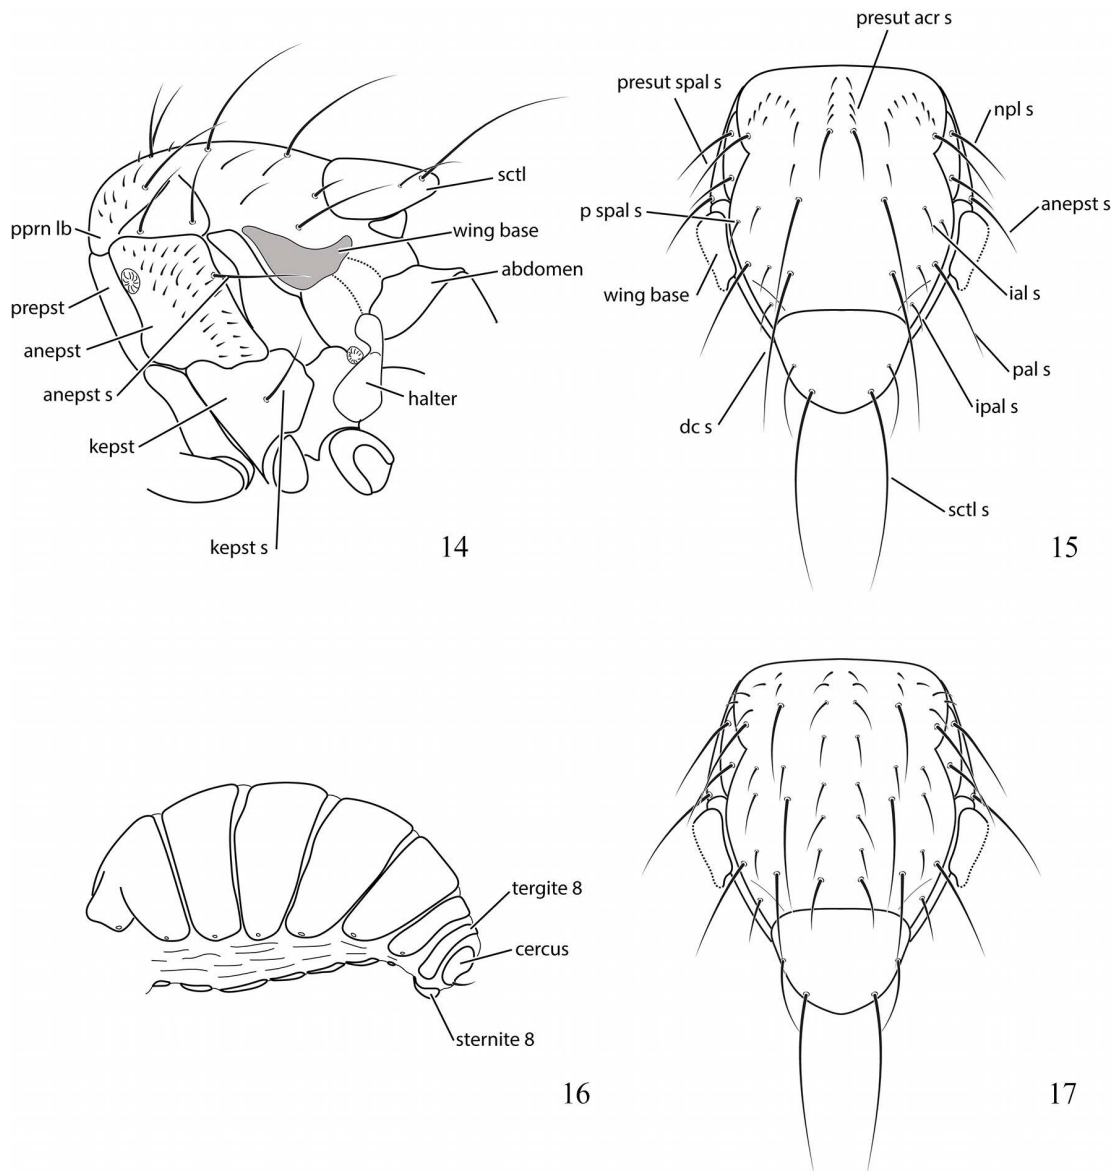 sctl
wing base
abdomen
pprn lb
prepst
anepst
anepst s
kepst
halter
kepst s
14
presut acr s
presut spal s
npl s
p spal s
anepst s
wing base
ial s
pal s
ipal s
dc s
sctl s
15
tergite 8
cercus
sternite 8
16
17